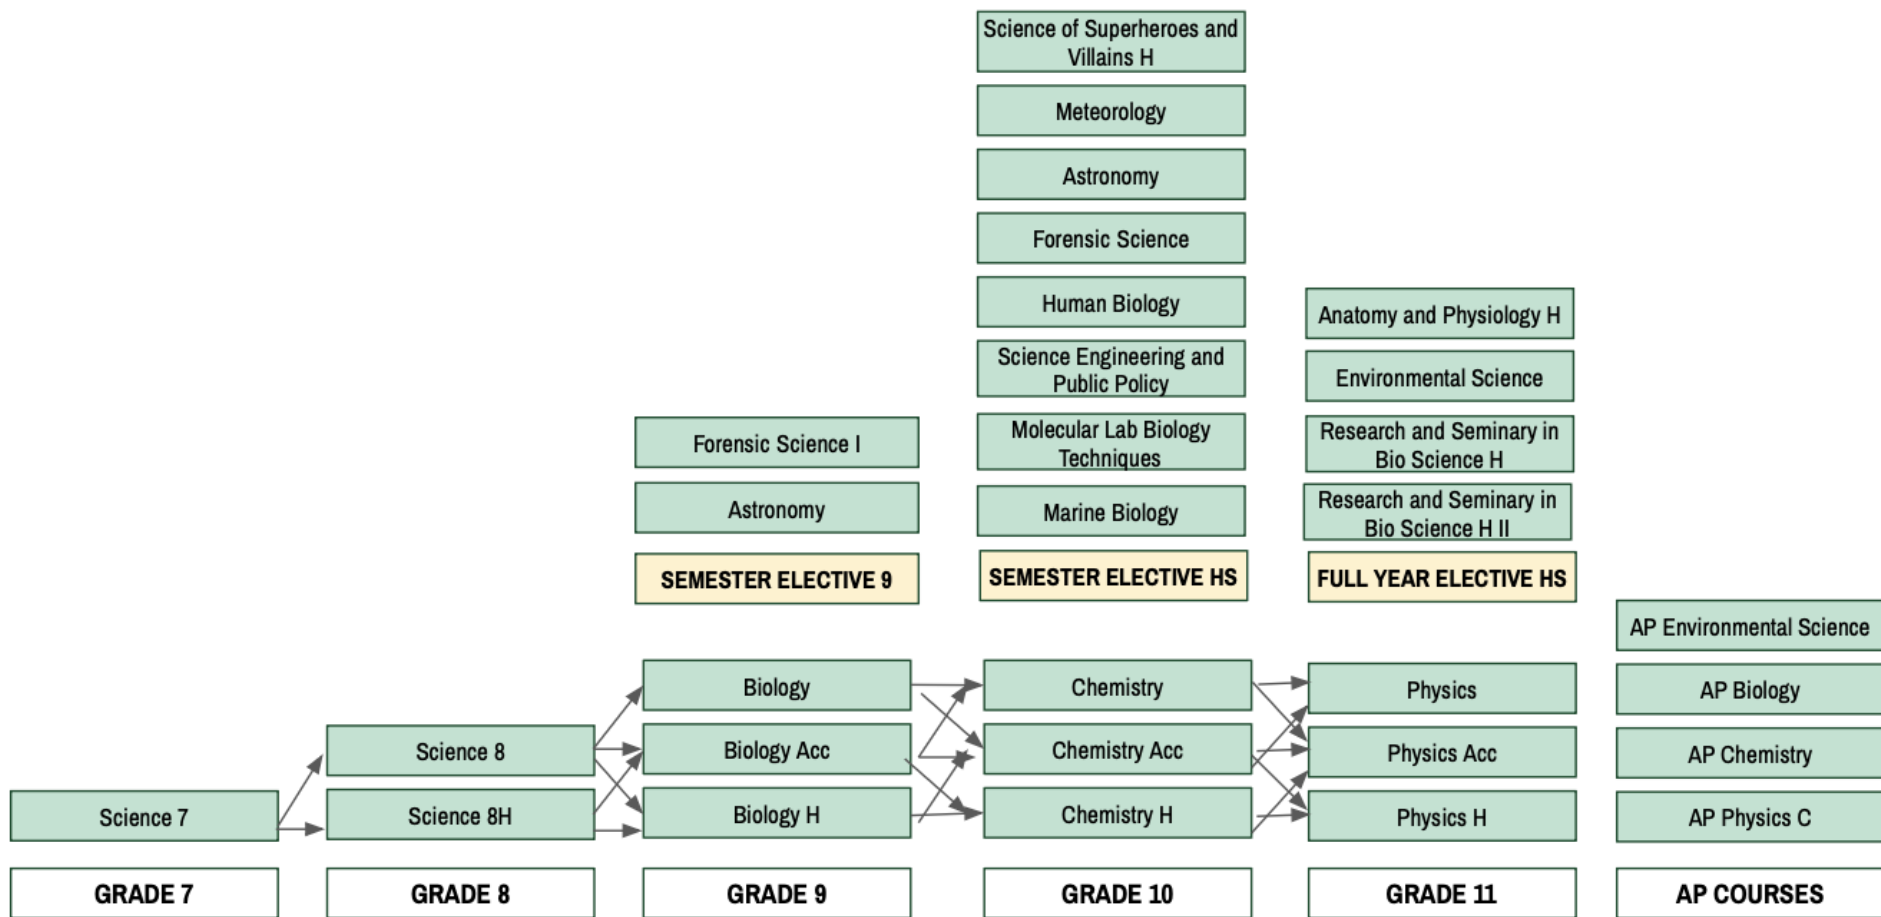 Science of Superheroes and
Villains H
Meteorology
Astronomy
Forensic Science
Human Biology
Science Engineering and
Public Policy
Molecular Lab Biology
Techniques
Marine Biology
SEMESTER ELECTIVE HS
Anatomy and Physiology H
Environmental Science
Research and Seminary in
Bio Science H
Research and Seminary in
Bio Science H II
FULL YEAR ELECTIVE HS
Forensic Science I
Astronomy
SEMESTER ELECTIVE 9
Science 7
GRADE 7
Science 8
Science 8H
GRADE 8
Biology
Biology Acc
Biology H
GRADE 9
Chemistry
Chemistry Acc
Chemistry H
GRADE 10
Physics
Physics Acc
Physics H
GRADE 11
AP Environmental Science
AP Biology
AP Chemistry
AP Physics C
AP COURSES